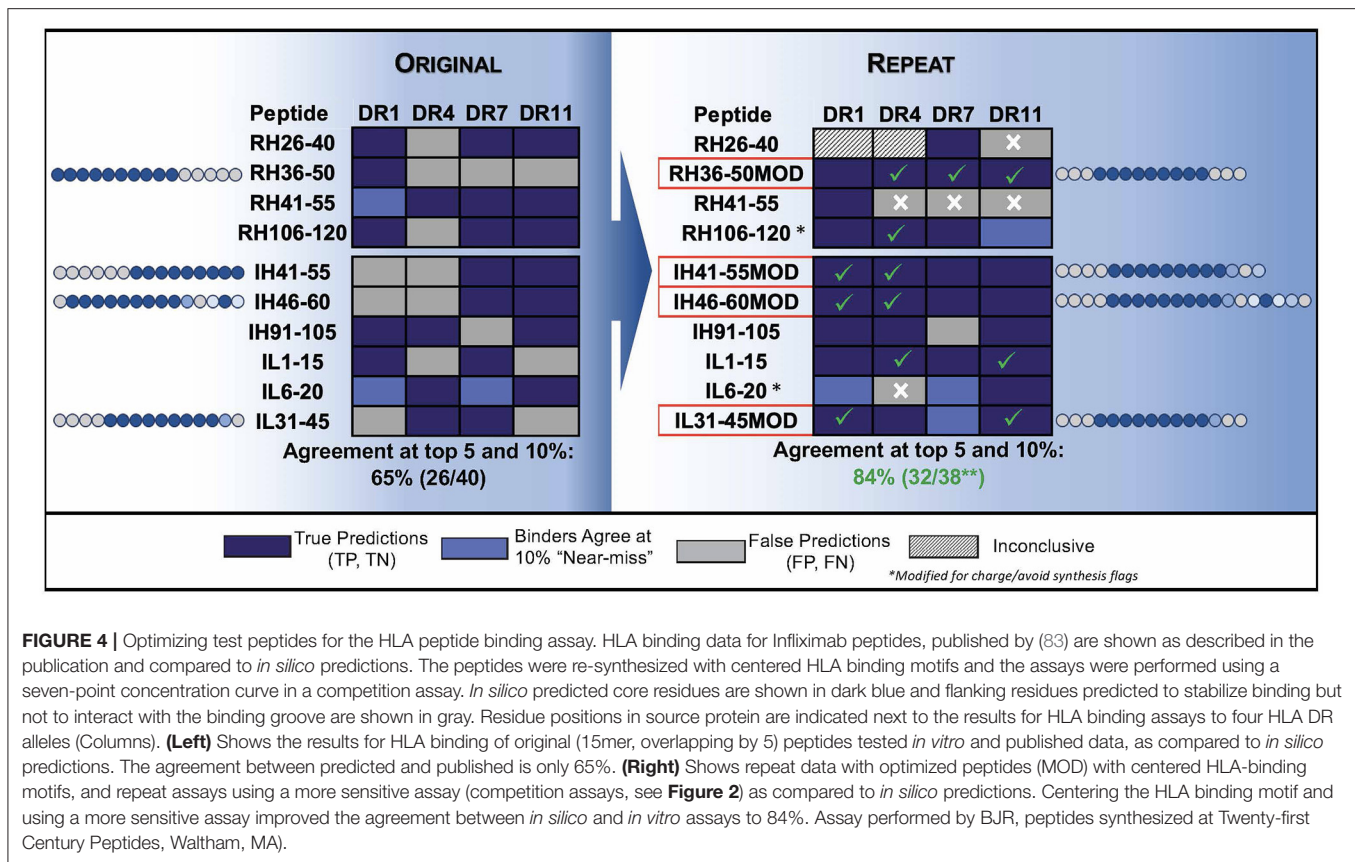 ORIGINAL
Peptide DR1 DR4 DR7 DR11
RH26-40
RH36-50
RH41-55
RH106-120
IH41-55
IH46-60
IH91-105
IL1-15
IL6-20
IL31-45
Agreement at top 5 and 10%:
65% (26/40)
REPEAT
Peptide DR1 DR4 DR7 DR11
RH26-40
RH36-50MOD
RH41-55
RH106-120 *
IH41-55MOD
IH46-60MOD
IH91-105
IL1-15
IL6-20 *
IL31-45MOD
Agreement at top 5 and 10%:
84% (32/38**)
True Predictions
(TP, TN)
Binders Agree at
10% “Near-miss”
False Predictions
(FP, FN)
Inconclusive
*Modified for charge/avoid synthesis flags
FIGURE 4 | Optimizing test peptides for the HLA peptide binding assay. HLA binding data for Infliximab peptides, published by (83) are shown as described in the
publication and compared to in silico predictions. The peptides were re-synthesized with centered HLA binding motifs and the assays were performed using a
seven-point concentration curve in a competition assay. In silico predicted core residues are shown in dark blue and flanking residues predicted to stabilize binding but
not to interact with the binding groove are shown in gray. Residue positions in source protein are indicated next to the results for HLA binding assays to four HLA DR
alleles (Columns). (Left) Shows the results for HLA binding of original (15mer, overlapping by 5) peptides tested in vitro and published data, as compared to in silico
predictions. The agreement between predicted and published is only 65%. (Right) Shows repeat data with optimized peptides (MOD) with centered HLA-binding
motifs, and repeat assays using a more sensitive assay (competition assays, see Figure 2) as compared to in silico predictions. Centering the HLA binding motif and
using a more sensitive assay improved the agreement between in silico and in vitro assays to 84%. Assay performed by BJR, peptides synthesized at Twenty-first
Century Peptides, Waltham, MA).